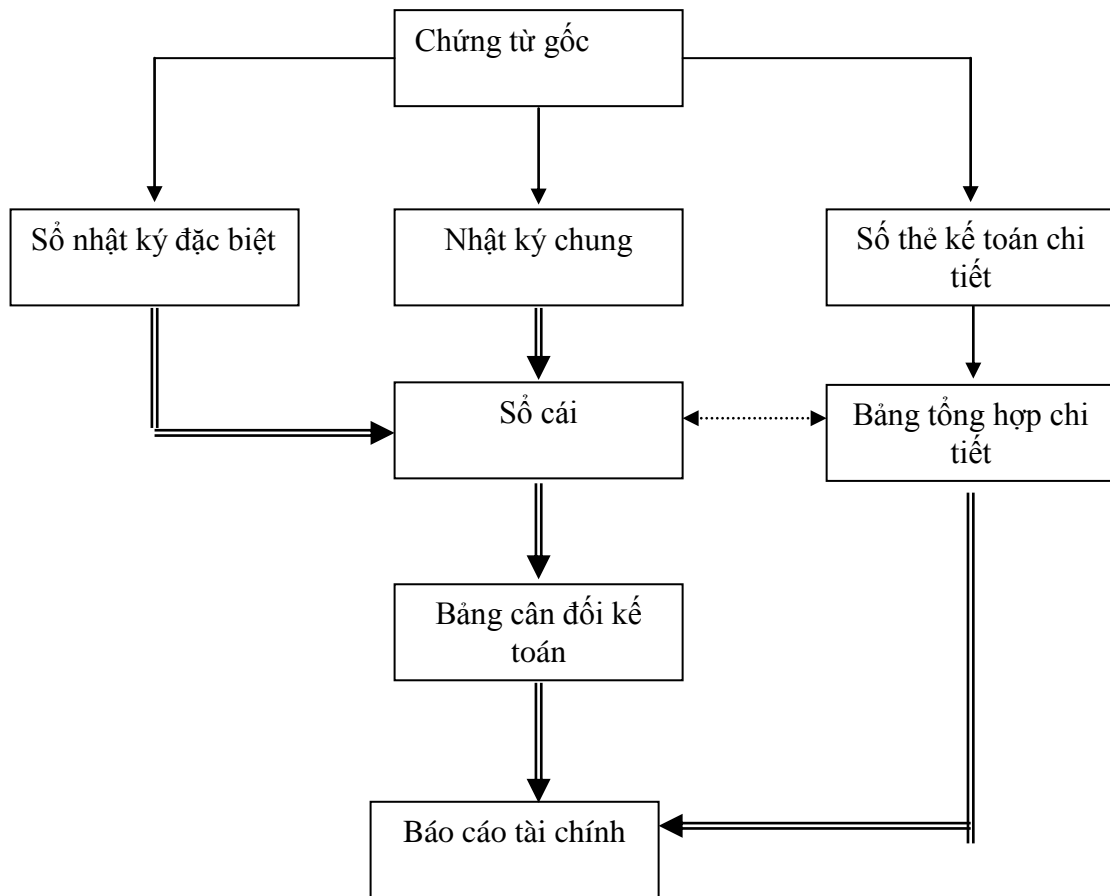 Chứng từ gốc
Sổ nhật ký đặc biệt
Nhật ký chung
Số thẻ kế toán chi
tiết
Sổ cái
Bảng tổng hợp chi
tiết
Bảng cân đối kế
toán
Báo cáo tài chính